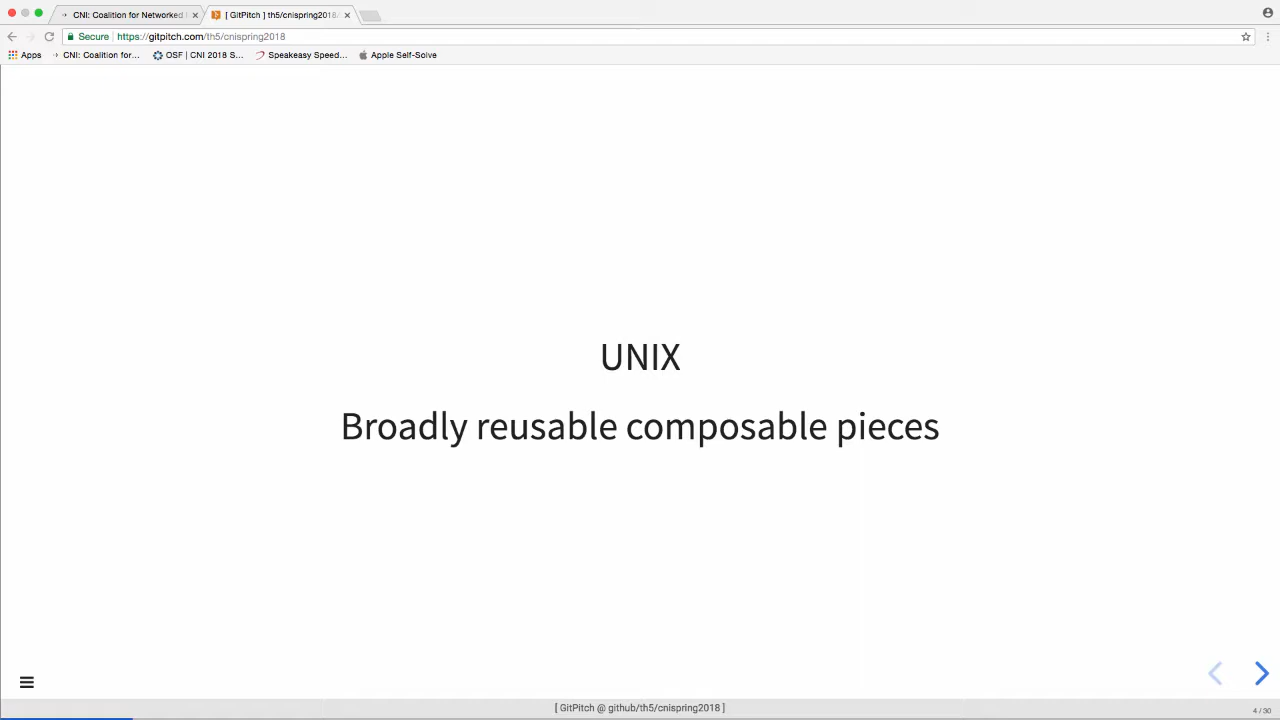 CNI: Coalition for Networked
[ GitPitch ] th5/cnispring2018
Secure https://gitpitch.com/th5/cnispring2018
Apps CNI: Coalition for... OSF | CNI 2018 S... Speakeasy Speed... Apple Self-Solve
UNIX
Broadly reusable composable pieces
[ GitPitch @ github/th5/cnispring2018 ]
4 / 30